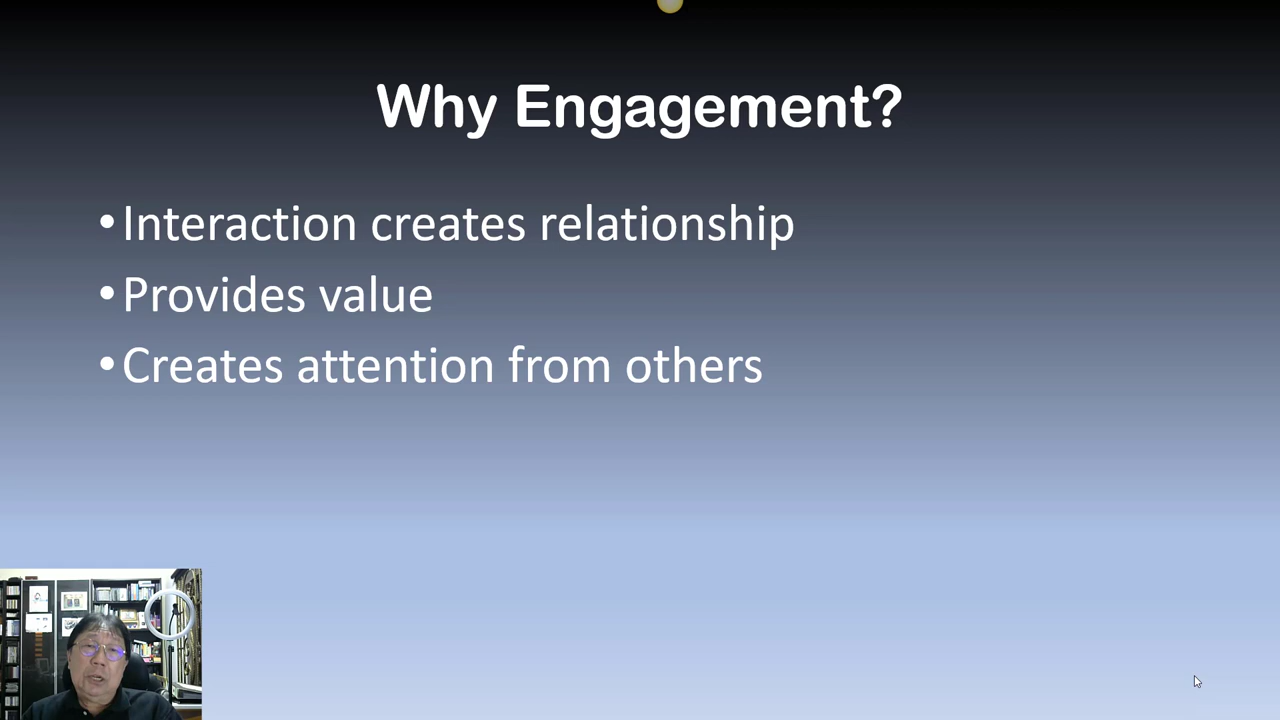 Why Engagement?
•Interaction creates relationship
•Provides value
•Creates attention from others